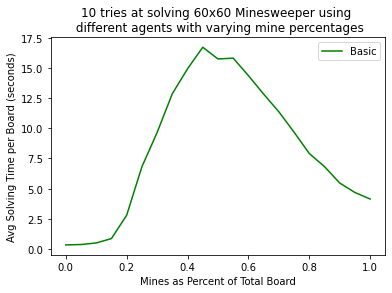 10 tries at solving 60x60 Minesweeper using
different agents with varying mine percentages
Basic
Avg Solving Time per Board (seconds)
17.5
15.0
12.5
10.0
7.5
5.0
2.5
0.0
0.0 0.2 0.4 0.6 0.8 1.0
Mines as Percent of Total Board